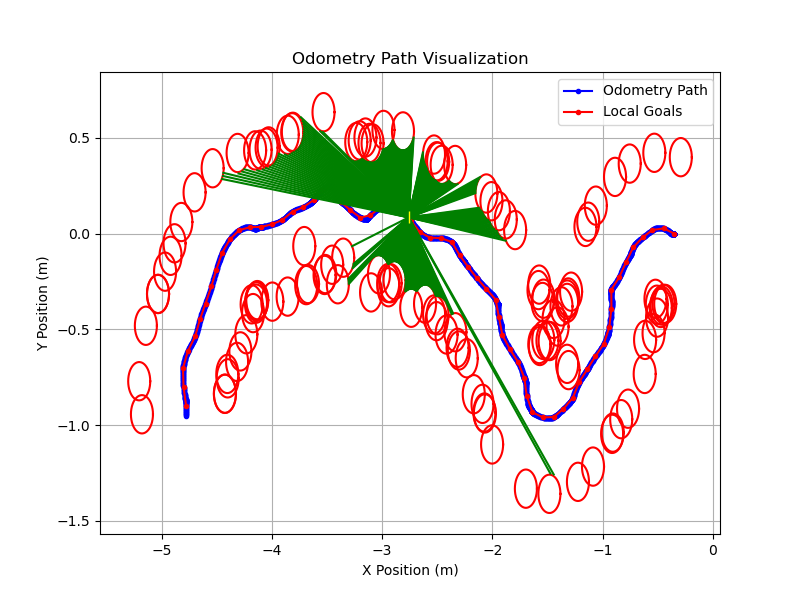 Odometry Path Visualization
Odometry Path
Local Goals
Y Position (m)
0.5
0.0
−0.5
−1.0
−1.5
−5
−4
−3
−2
−1
0
X Position (m)